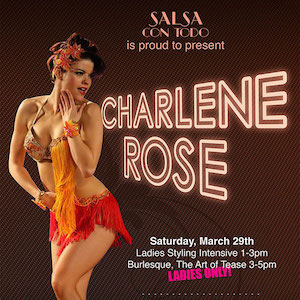 SALSA
CON TODO
is proud to present
CHARLENE
ROSE
Saturday, March 29th
Ladies Styling Intensive 1-3pm
Burlesque, The Art of Tease 3-5pm
LADIES ONLY!